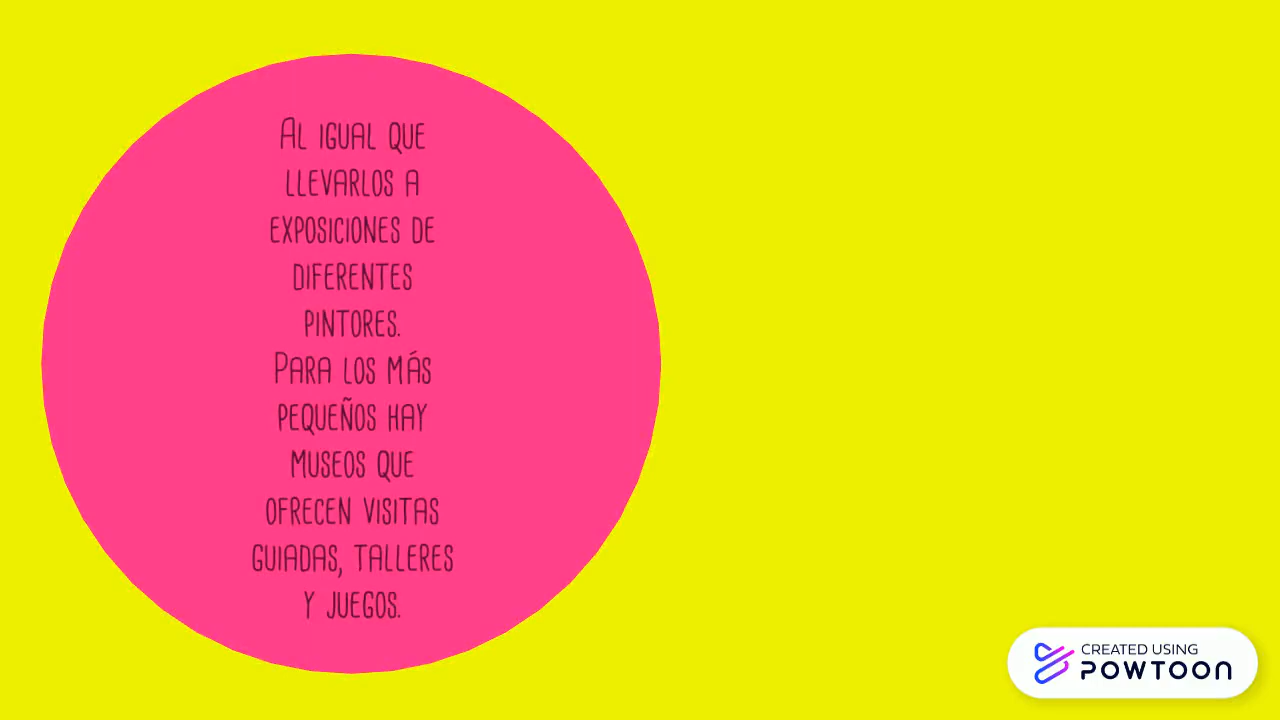 Al igual que
llevarlos a
exposiciones de
diferentes
pintores.
Para los más
pequeños hay
museos que
ofrecen visitas
guiadas, talleres
y juegos.
CREATED USING
POWTOON